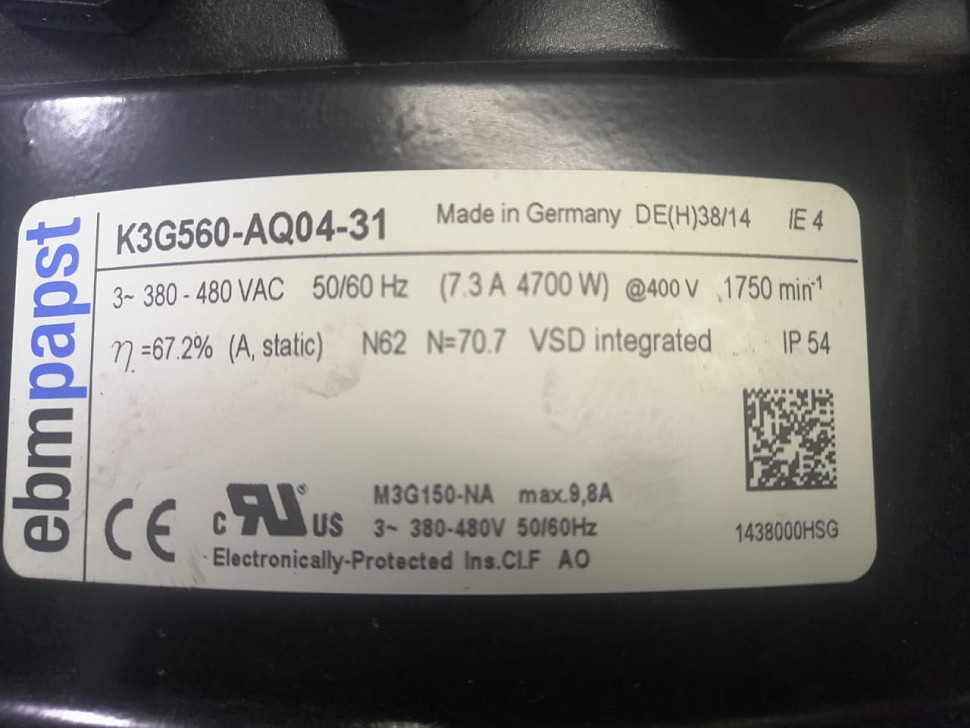 ebmpapst
K3G560-AQ04-31 Made in Germany DE(H)38/14 IE 4
3~ 380 - 480 VAC 50/60 Hz (7.3 A 4700 W) @400 V 1750 min-1
η =67.2% (A, static) N62 N=70.7 VSD integrated IP 54
CE c RU® US M3G150-NA max.9,8A
3~ 380-480V 50/60Hz 1438000HSG
Electronically-Protected Ins.Cl.F AO